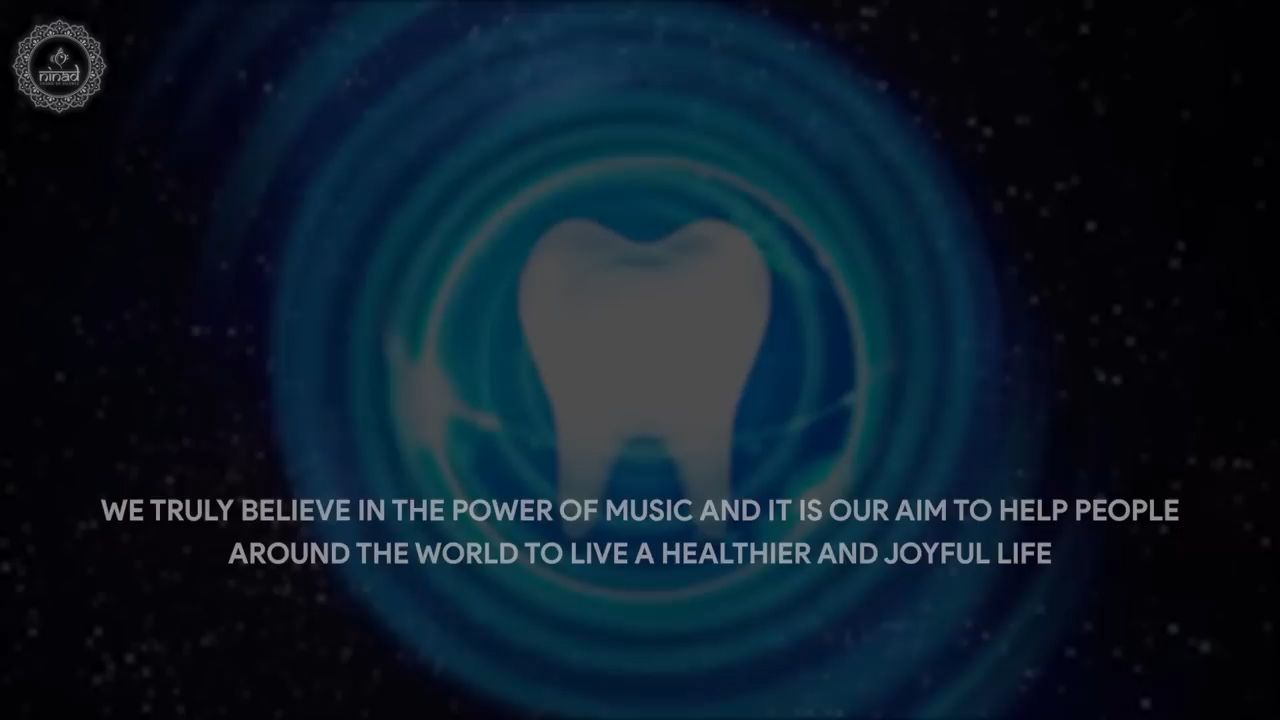 ninad
WE TRULY BELIEVE IN THE POWER OF MUSIC AND IT IS OUR AIM TO HELP PEOPLE
AROUND THE WORLD TO LIVE A HEALTHIER AND JOYFUL LIFE